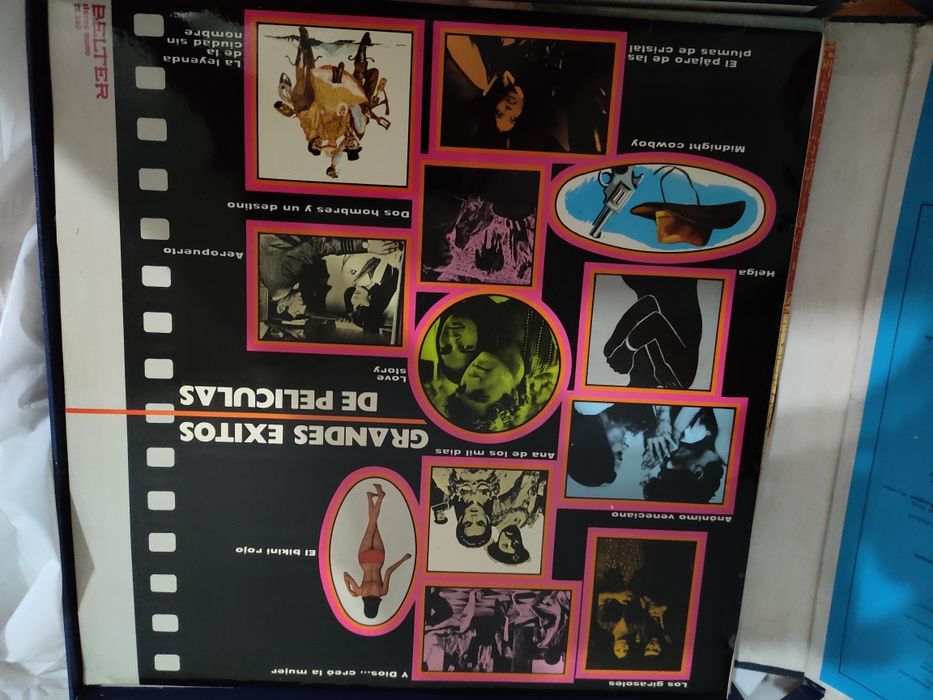 Los girasoles
Y Dios... creó la mujer
El bikini rojo
Anónimo veneciano
Ana de los mil días
GRANDES EXITOS
DE PELICULAS
Love
story
Helga
Aeropuerto
Dos hombres y un destino
Midnight cowboy
El pájaro de las
plumas de cristal
La leyenda
de la
ciudad sin
nombre
BELTER